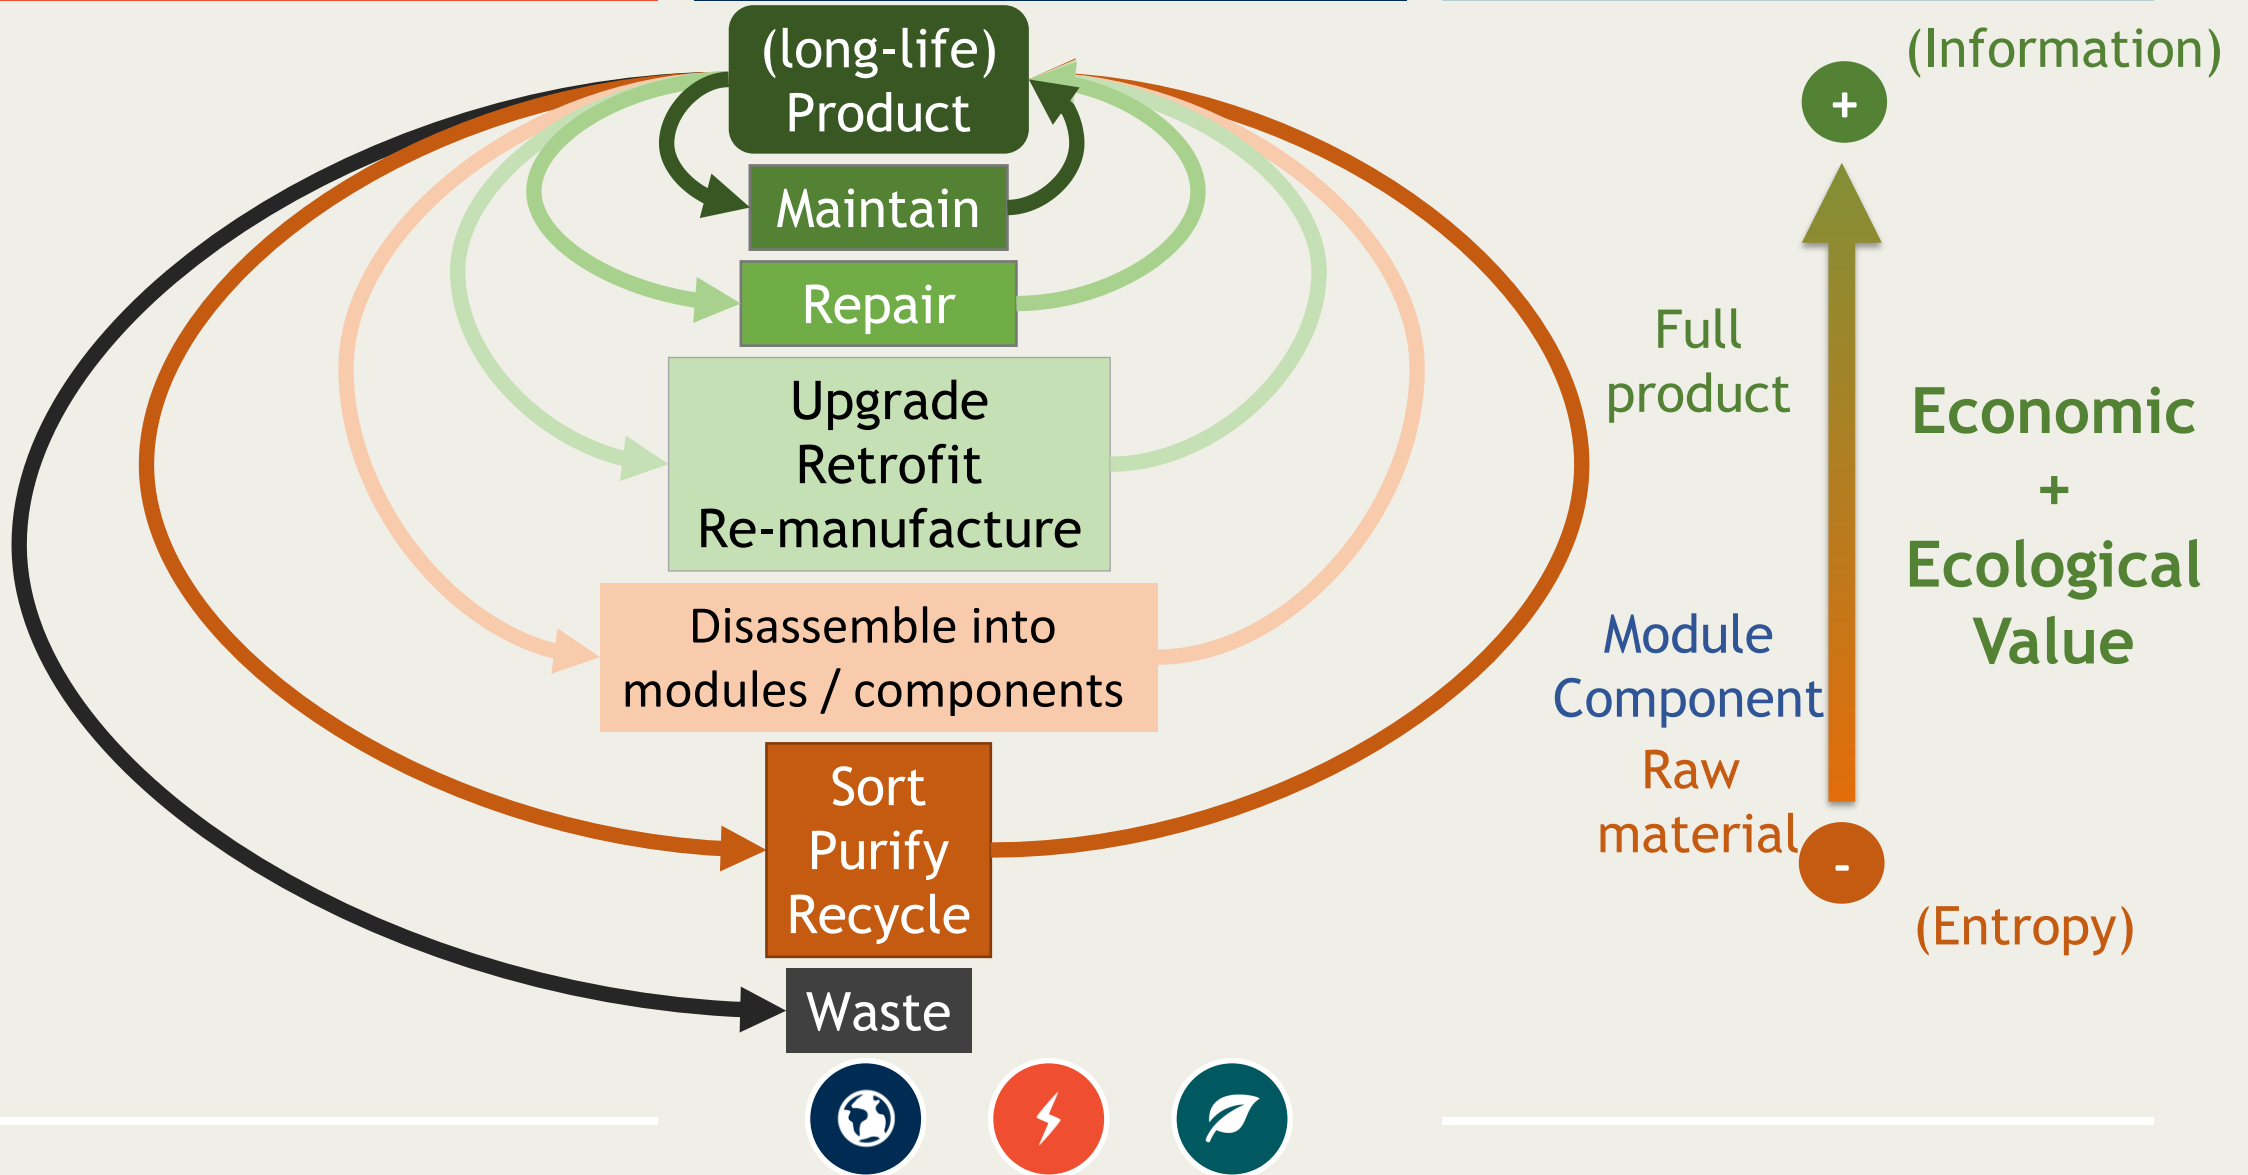 (long-life)
Product
Maintain
Repair
Upgrade
Retrofit
Re-manufacture
Disassemble into
modules / components
Sort
Purify
Recycle
Waste
(Information)
+
Full
product
Economic
+
Ecological
Value
Module
Component
Raw
material
-
(Entropy)